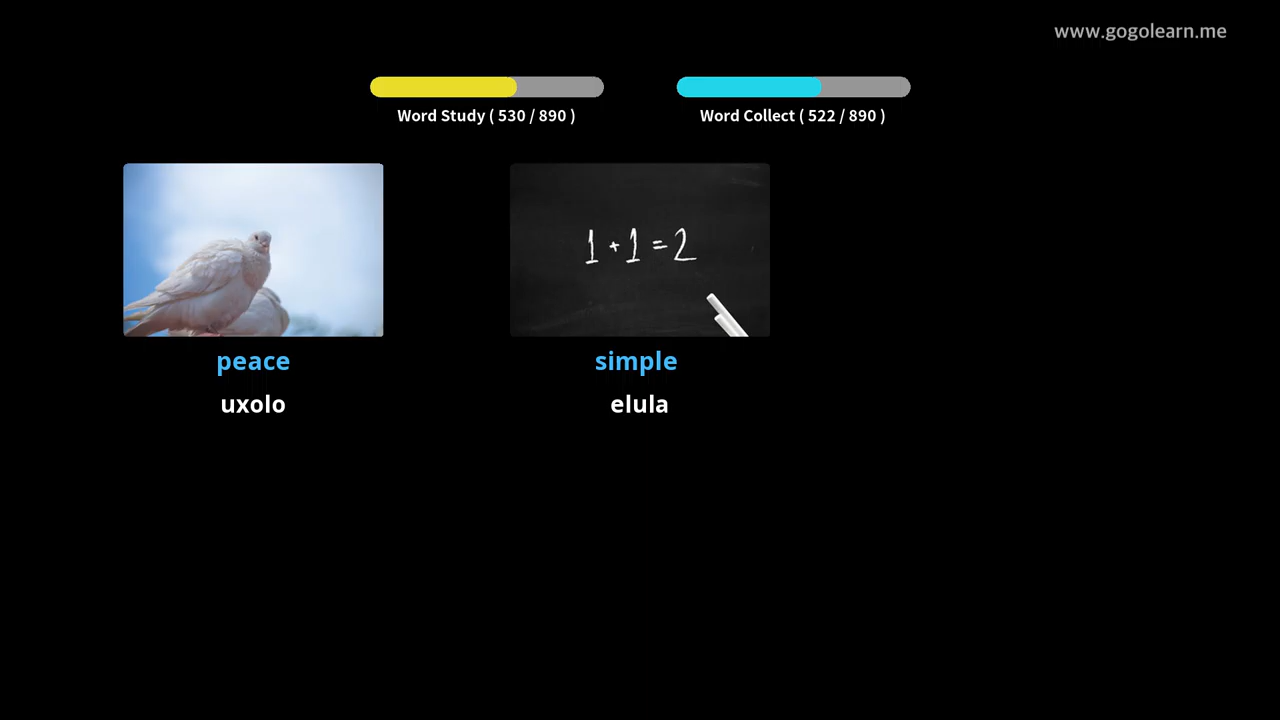 www.gogolearn.me
Word Study ( 530 / 890 )
Word Collect ( 522 / 890 )
1 + 1 = 2
peace
simple
uxolo
elula